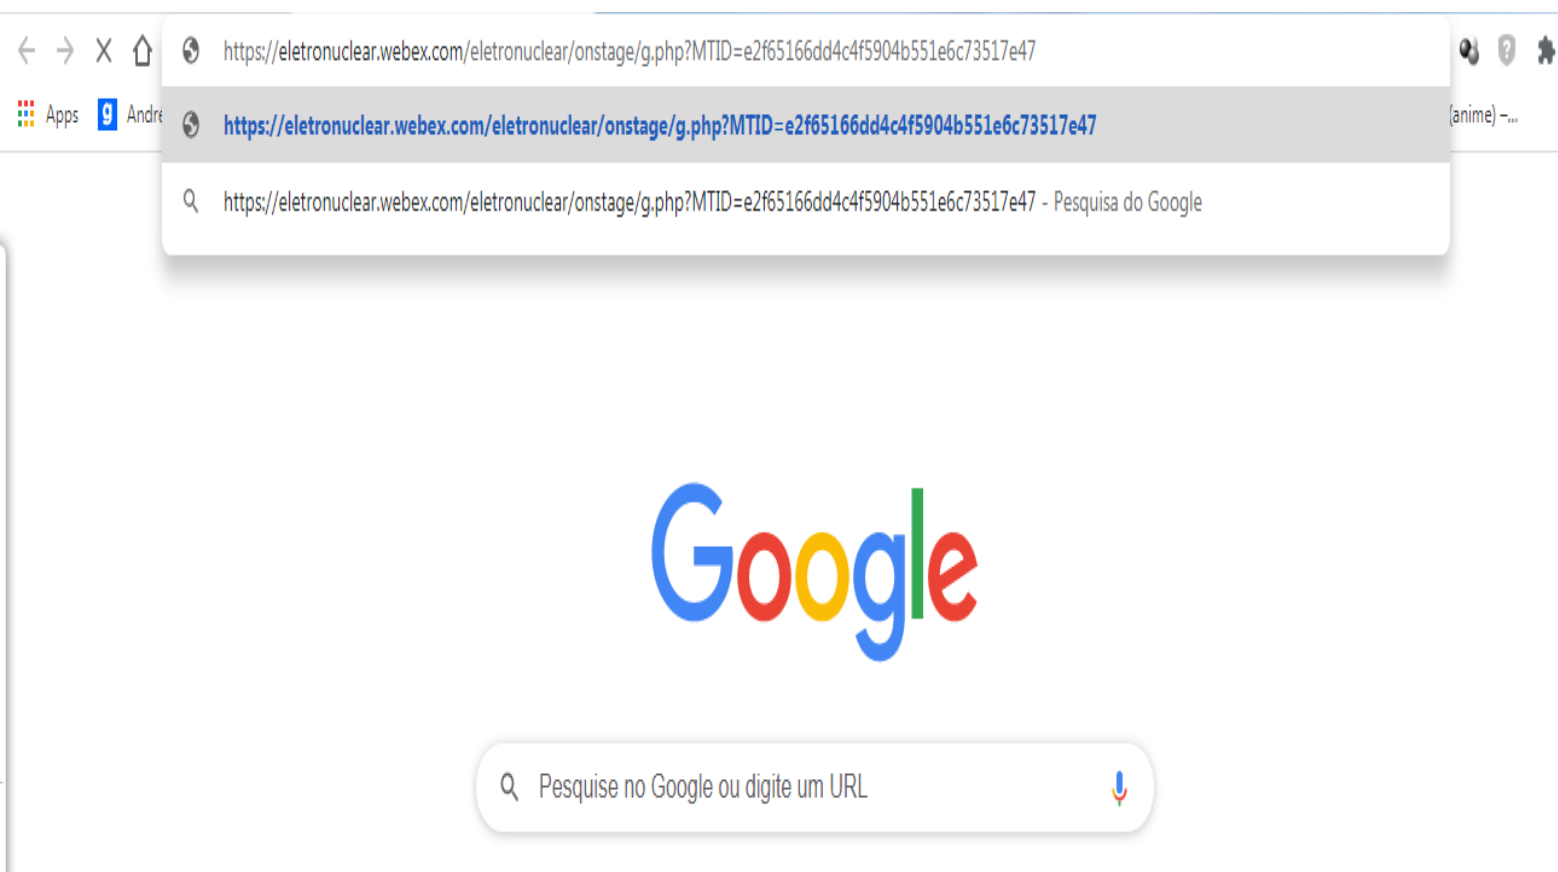 https://eletronuclear.webex.com/eletronuclear/onstage/g.php?MTID=e2f65166dd4c4f5904b551e6c73517e47
Apps g André
https://eletronuclear.webex.com/eletronuclear/onstage/g.php?MTID=e2f65166dd4c4f5904b551e6c73517e47
(anime) –...
https://eletronuclear.webex.com/eletronuclear/onstage/g.php?MTID=e2f65166dd4c4f5904b551e6c73517e47 - Pesquisa do Google
Google
Pesquise no Google ou digite um URL